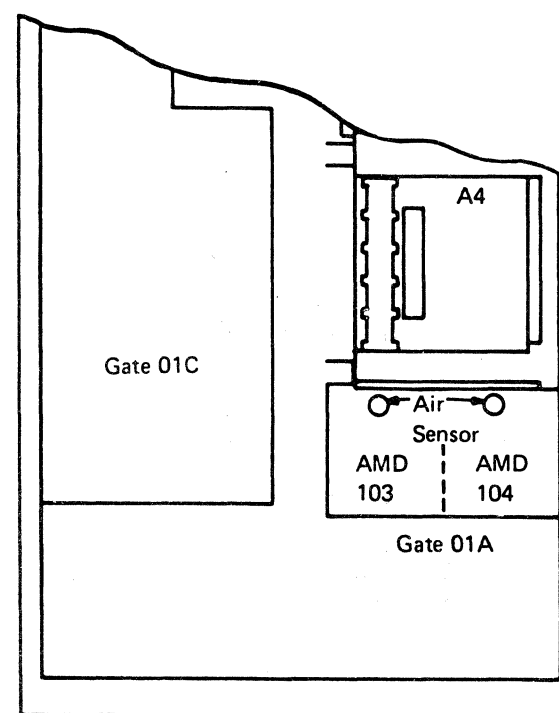 A4
Gate 01C
Air
Sensor
AMD AMD
103 104
Gate 01A